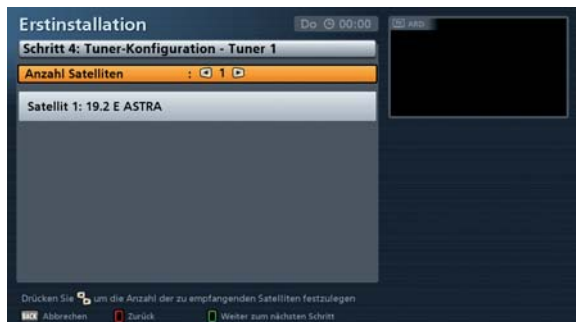 Erstinstallation
Do 00:00
ARD
Schritt 4: Tuner-Konfiguration - Tuner 1
Anzahl Satelliten : 1
Satellit 1: 19.2 E ASTRA
Drücken Sie um die Anzahl der zu empfangenden Satelliten festzulegen
BACK Abbrechen Zurück Weiter zum nächsten Schritt